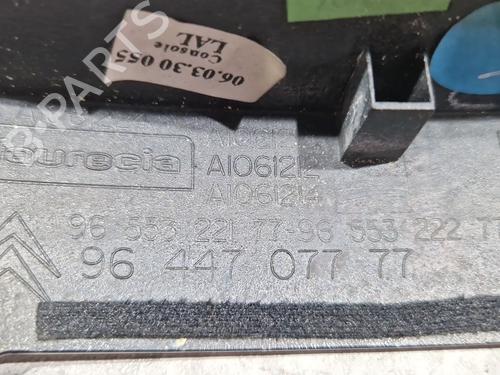 06.03.30 055
Console
LAL
B-PARTS
faurecia
A1061212
A1061214
96 553 221 77-96 553 222 77
96 447 077 77